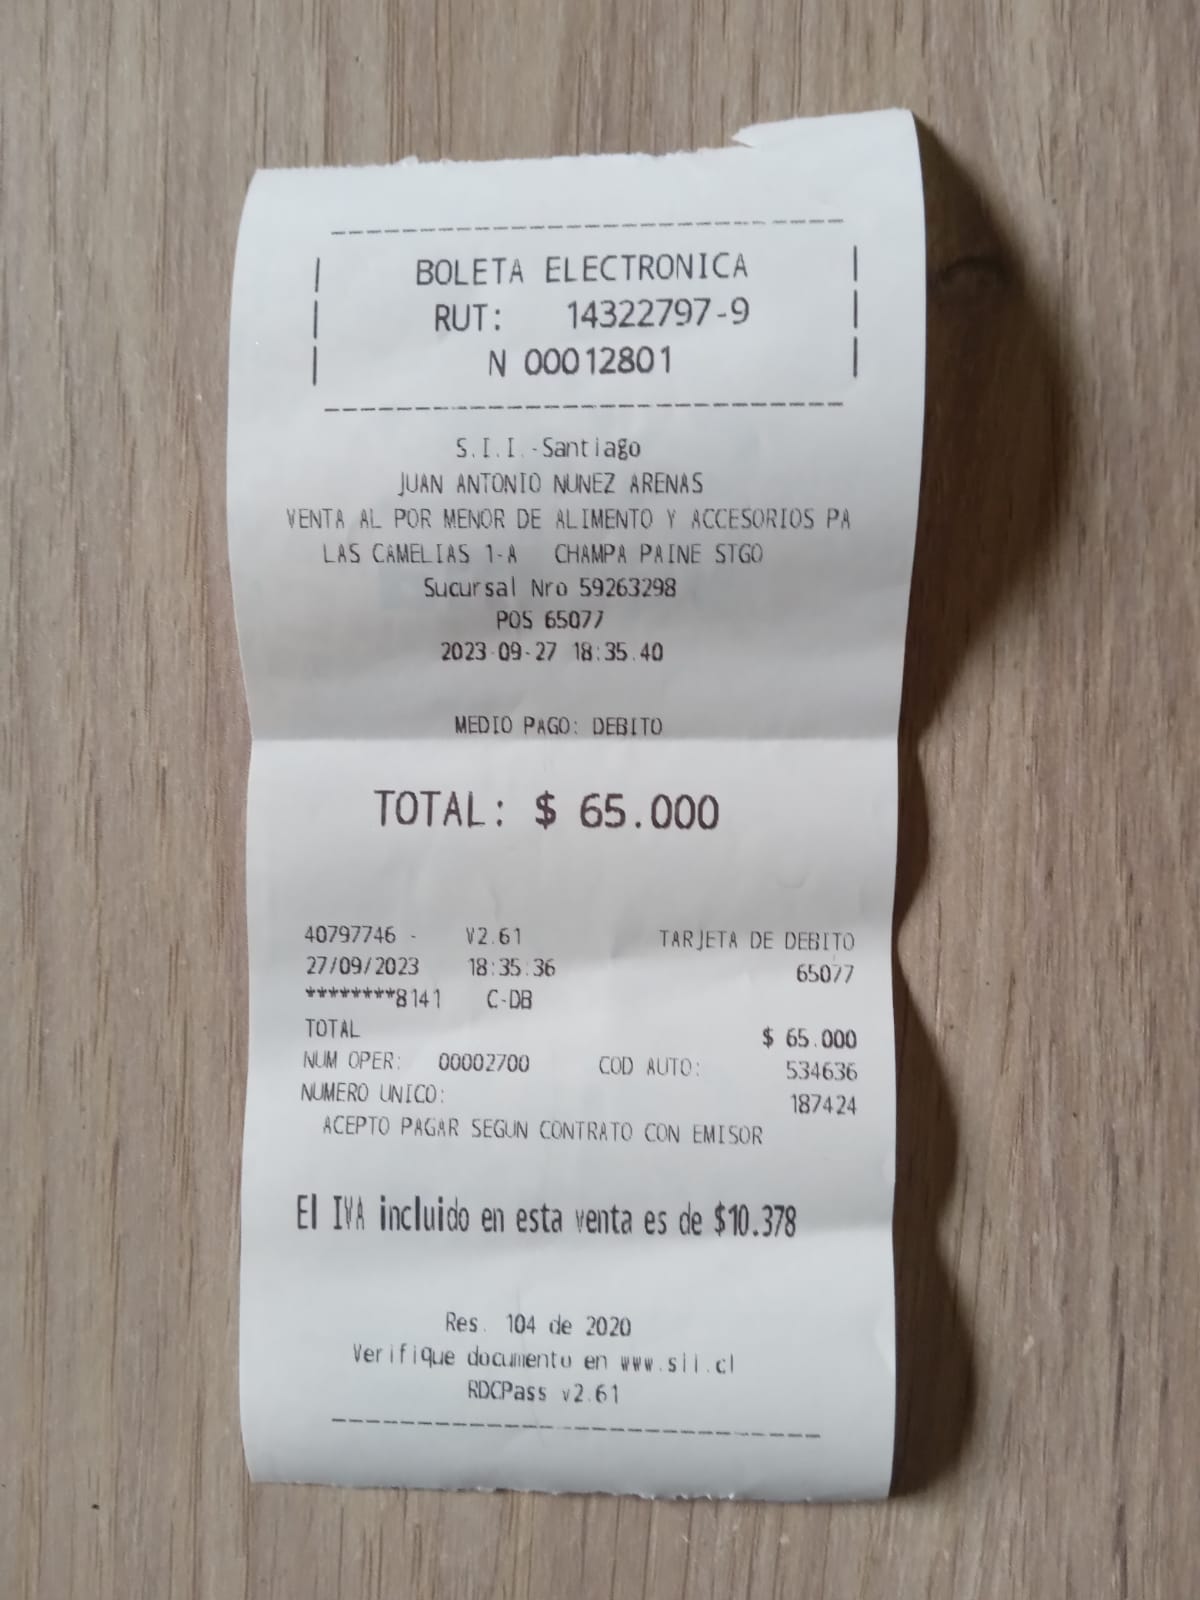 BOLETA ELECTRONICA
RUT: 14322797-9
N 00012801
S.I.I.-Santiago
JUAN ANTONIO NUNEZ ARENAS
VENTA AL POR MENOR DE ALIMENTO Y ACCESORIOS PA
LAS CAMELIAS 1-A CHAMPA PAINE STGO
Sucursal Nro 59263298
POS 65077
2023-09-27 18:35:40
MEDIO PAGO: DEBITO
TOTAL: $ 65.000
40797746 - V2.61 TARJETA DE DEBITO
27/09/2023 18:35:36 65077
********8141 C-DB
TOTAL $ 65.000
NUM OPER: 00002700 COD AUTO: 534636
NUMERO UNICO: 187424
ACEPTO PAGAR SEGUN CONTRATO CON EMISOR
El IVA incluido en esta venta es de $10.378
Res. 104 de 2020
Verifique documento en www.sii.cl
RDCPass v2.61